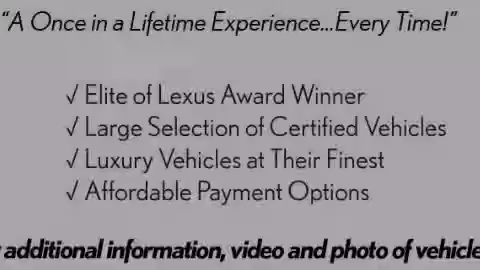 “A Once in a Lifetime Experience...Every Time!”
√ Elite of Lexus Award Winner
√ Large Selection of Certified Vehicles
√ Luxury Vehicles at Their Finest
√ Affordable Payment Options
additional information, video and photo of vehicle